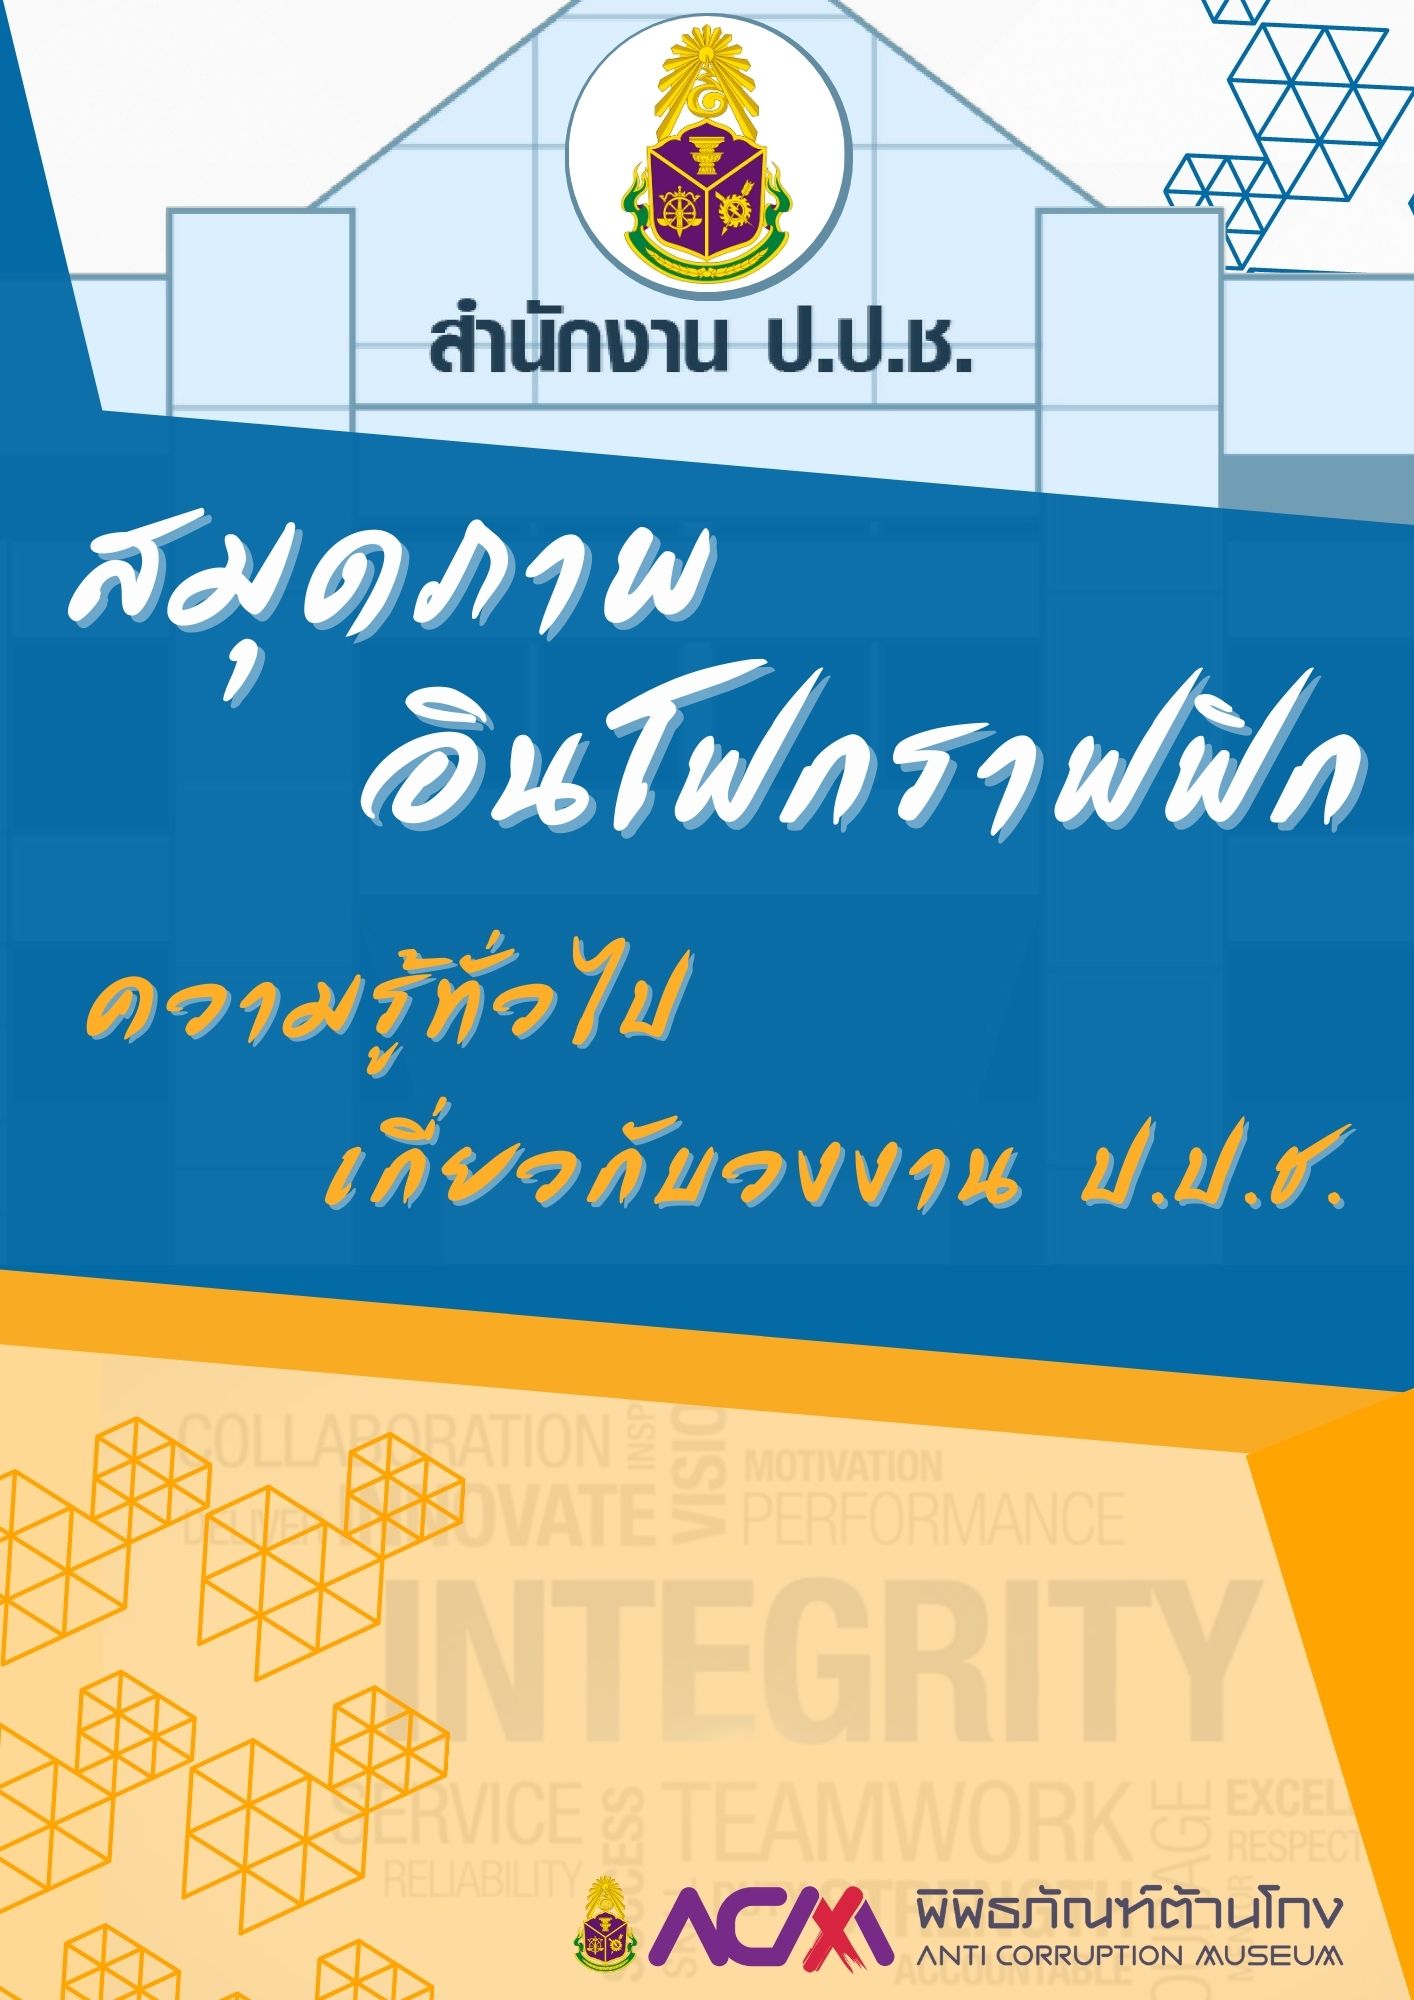 สำนักงาน ป.ป.ช.
สมุดภาพ
อินโฟกราฟฟิก
ความรู้ทั่วไป
เกี่ยวกับวงงาน ป.ป.ช.
COLLABORATION
VISIO
MOTIVATION
INNOVATE
PERFORMANCE
INTEGRITY
SERVICE
TEAMWORK
EXCEL
RESPECT
RELIABILITY
ACM
พิพิธภัณฑ์ต้านโกง
ANTI CORRUPTION MUSEUM
ACCOUNTABLE